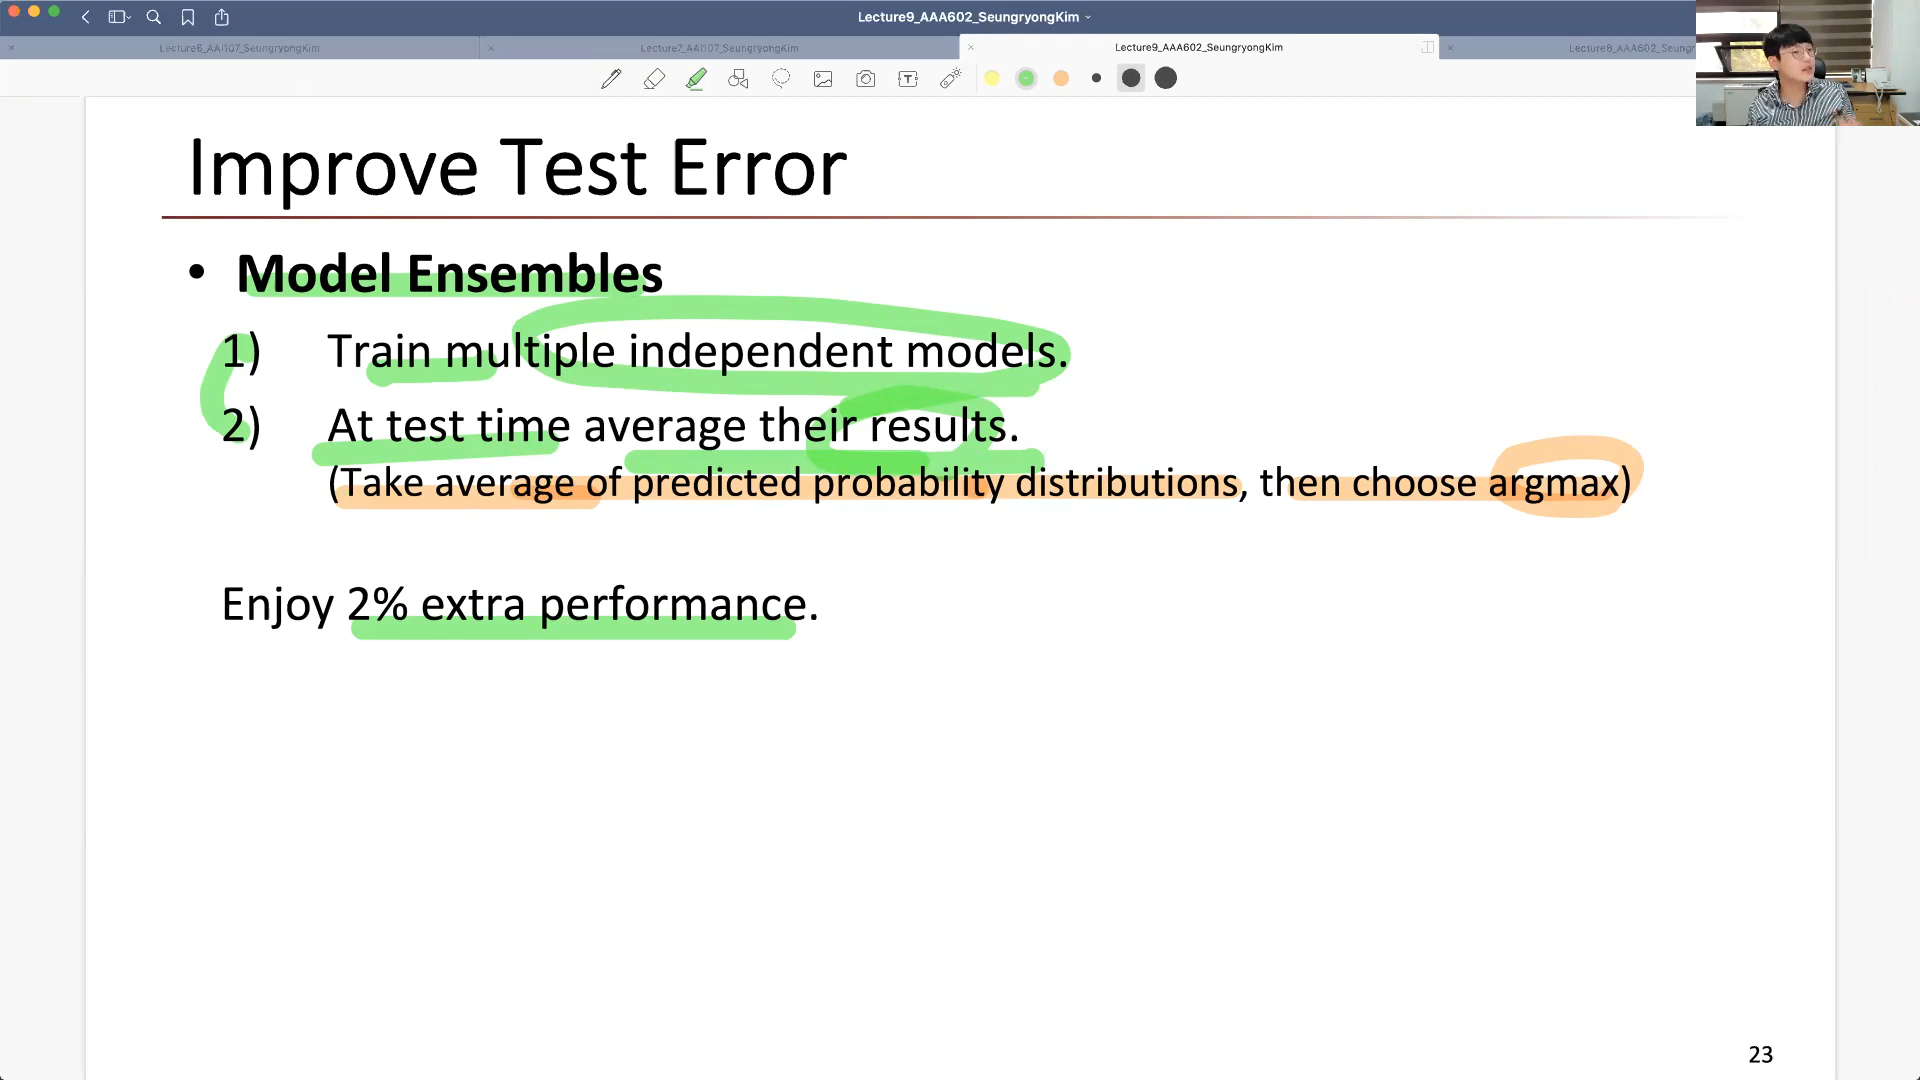 Lecture9_AAA602_SeungryongKim
Lecture6_AAI107_SeungryongKim
Lecture7_AAI107_SeungryongKim
Lecture9_AAA602_SeungryongKim
Lecture8_AAA602_Seungr
Improve Test Error
• Model Ensembles
1) Train multiple independent models.
2) At test time average their results.
(Take average of predicted probability distributions, then choose argmax)
Enjoy 2% extra performance.
23